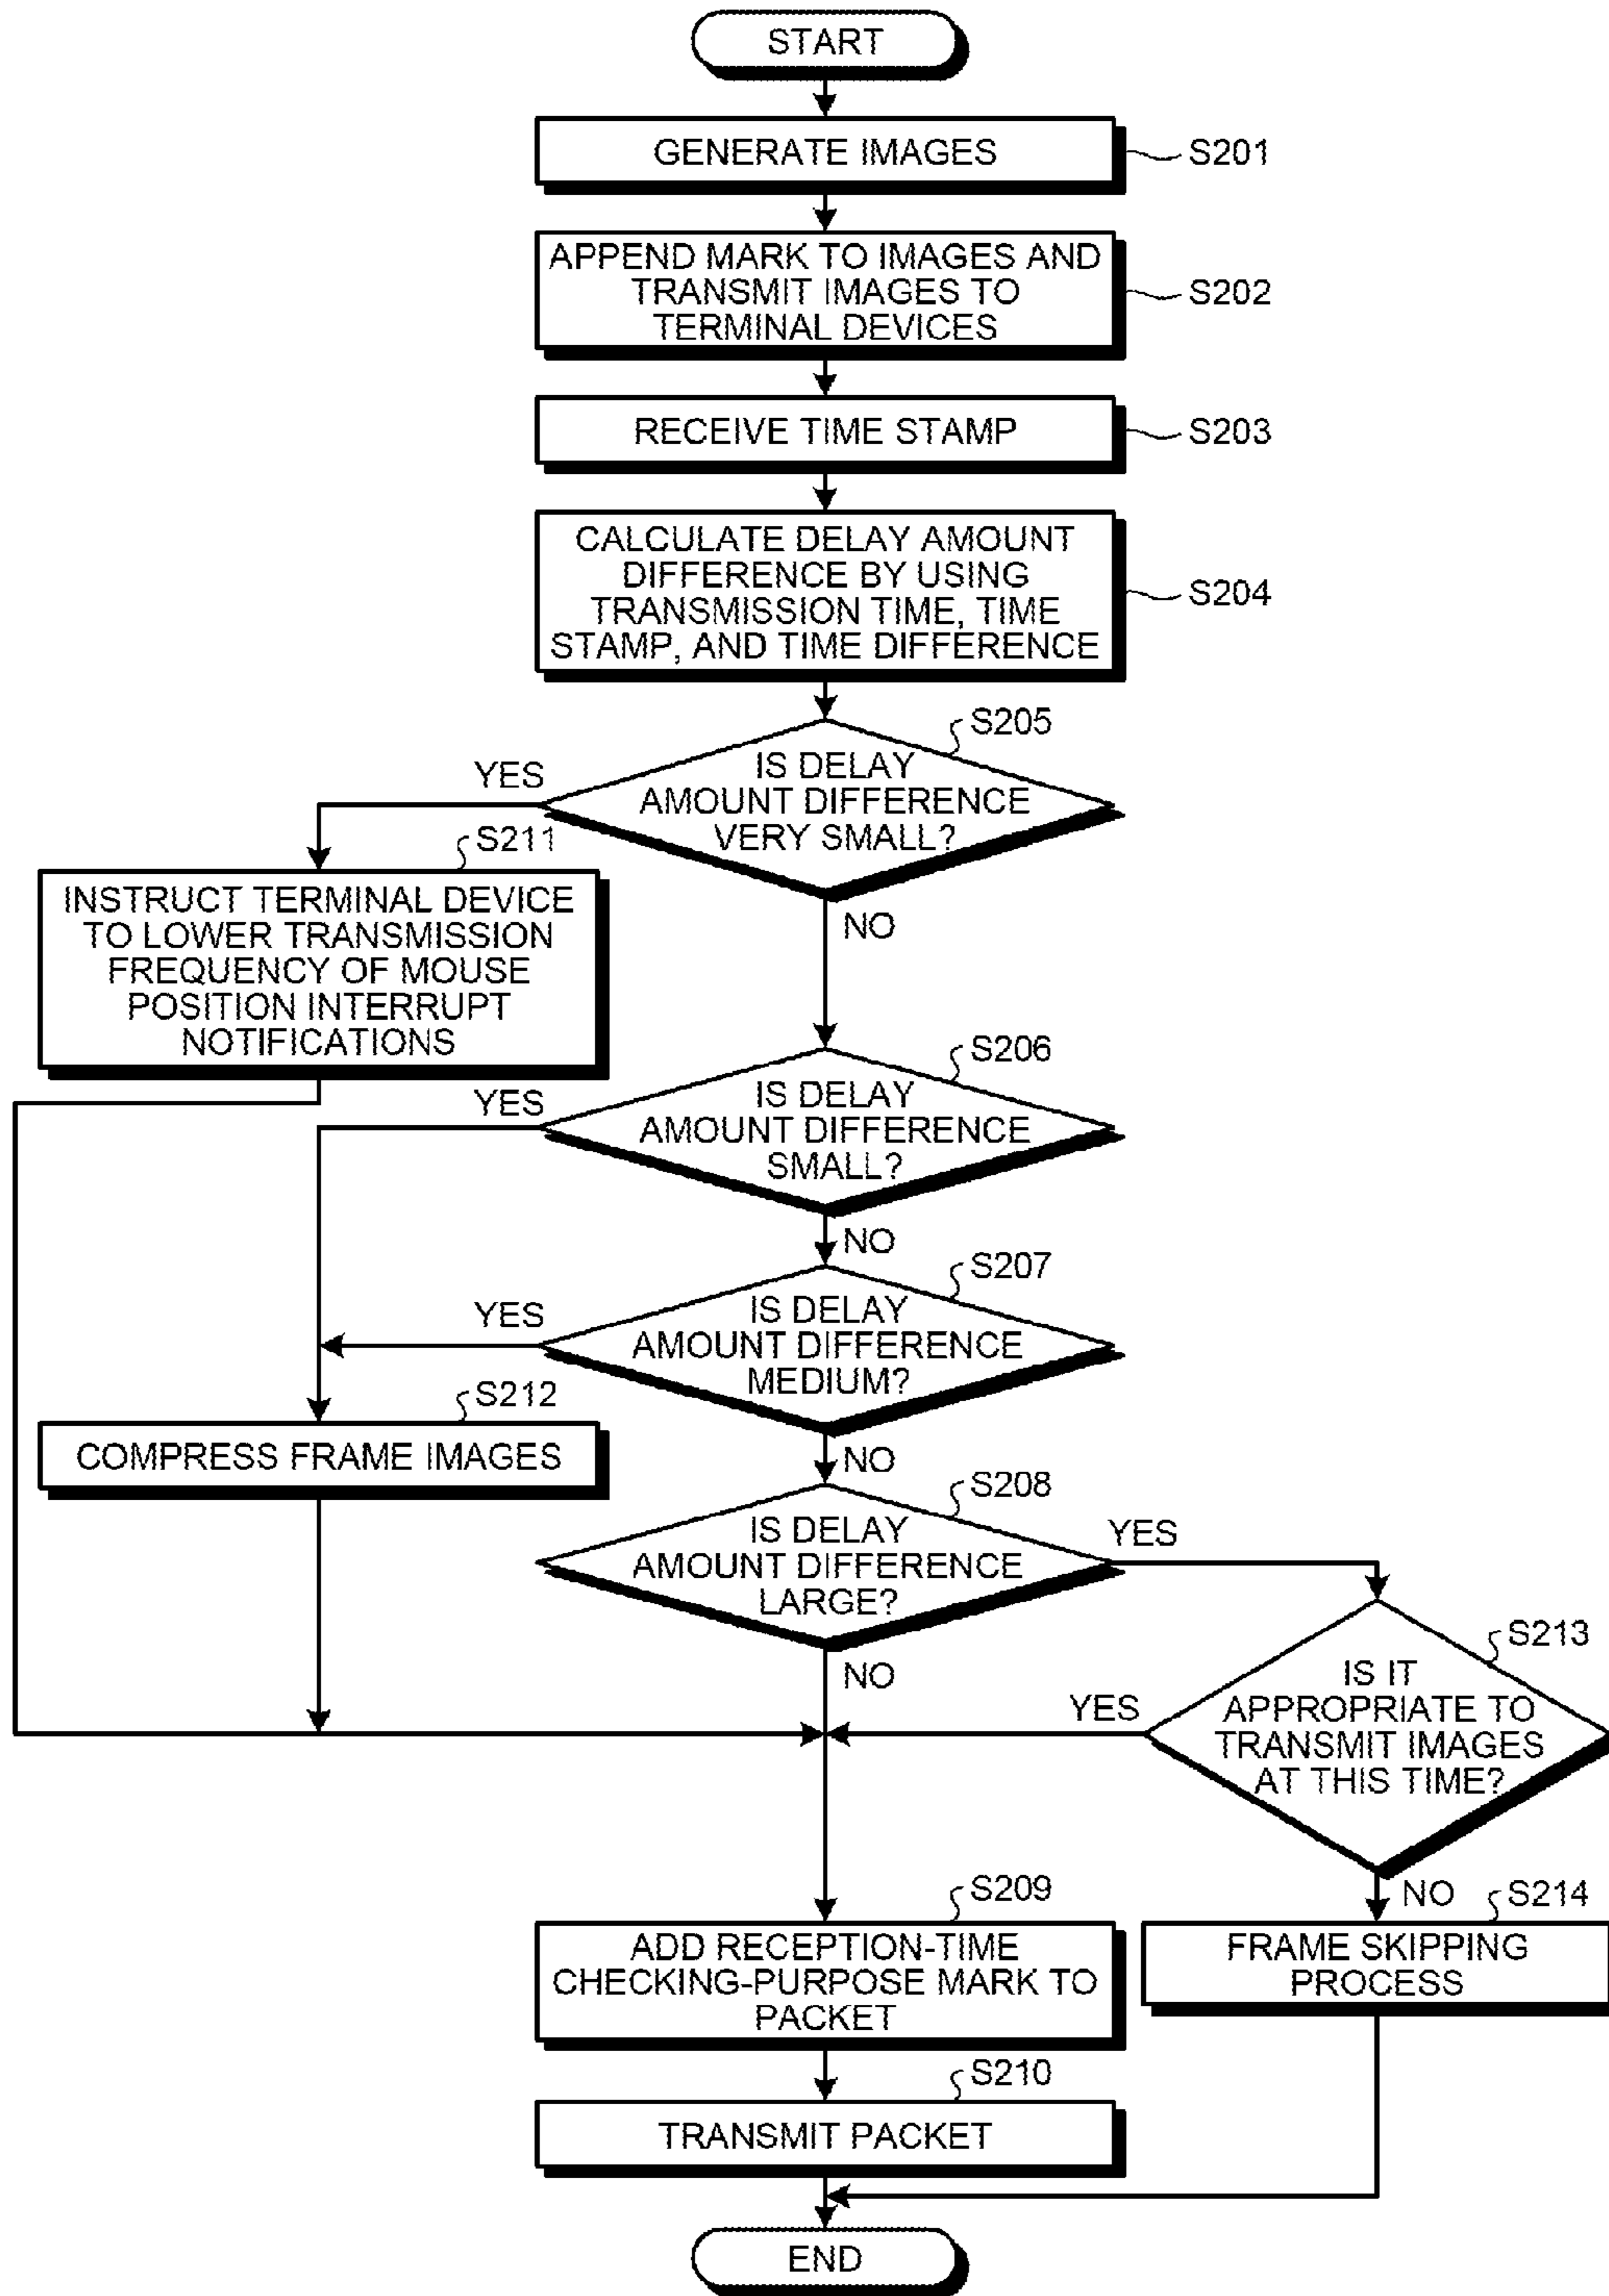 START
GENERATE IMAGES
S201
APPEND MARK TO IMAGES AND
TRANSMIT IMAGES TO
TERMINAL DEVICES
S202
RECEIVE TIME STAMP
S203
CALCULATE DELAY AMOUNT
DIFFERENCE BY USING
TRANSMISSION TIME, TIME
STAMP, AND TIME DIFFERENCE
S204
S205
IS DELAY
AMOUNT DIFFERENCE
VERY SMALL?
YES
NO
S211
INSTRUCT TERMINAL DEVICE
TO LOWER TRANSMISSION
FREQUENCY OF MOUSE
POSITION INTERRUPT
NOTIFICATIONS
S206
IS DELAY
AMOUNT DIFFERENCE
SMALL?
YES
NO
S207
IS DELAY
AMOUNT DIFFERENCE
MEDIUM?
YES
NO
S212
COMPRESS FRAME IMAGES
S208
IS DELAY
AMOUNT DIFFERENCE
LARGE?
YES
NO
S213
IS IT
APPROPRIATE TO
TRANSMIT IMAGES
AT THIS TIME?
YES
NO
S209
ADD RECEPTION-TIME
CHECKING-PURPOSE MARK TO
PACKET
S214
FRAME SKIPPING
PROCESS
S210
TRANSMIT PACKET
END